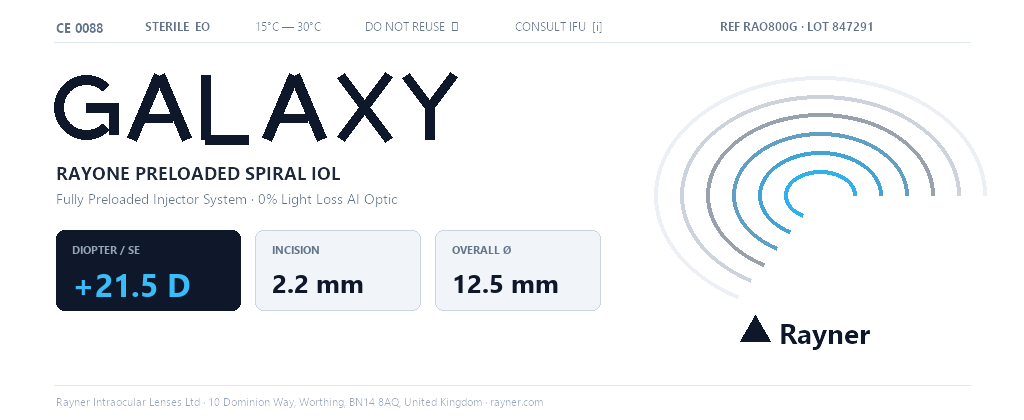 CE 0088 STERILE EO 15°C — 30°C DO NOT REUSE CONSULT IFU [i] REF RAO800G · LOT 847291
GALAXY
RAYONE PRELOADED SPIRAL IOL
Fully Preloaded Injector System · 0% Light Loss AI Optic
DIOPTER / SE
+21.5 D
INCISION
2.2 mm
OVERALL Ø
12.5 mm
Rayner
Rayner Intraocular Lenses Ltd · 10 Dominion Way, Worthing, BN14 8AQ, United Kingdom · rayner.com